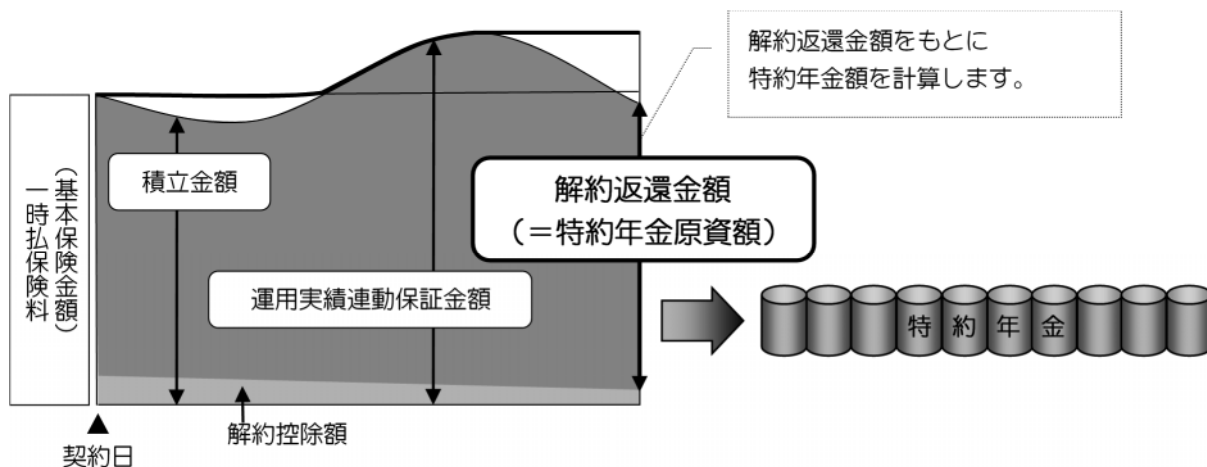 解約返還金額をもとに
特約年金額を計算します。
(基本保険金額)
一時払保険料
積立金額
解約返還金額
(=特約年金原資額)
運用実績連動保証金額
特約年金
解約控除額
契約日